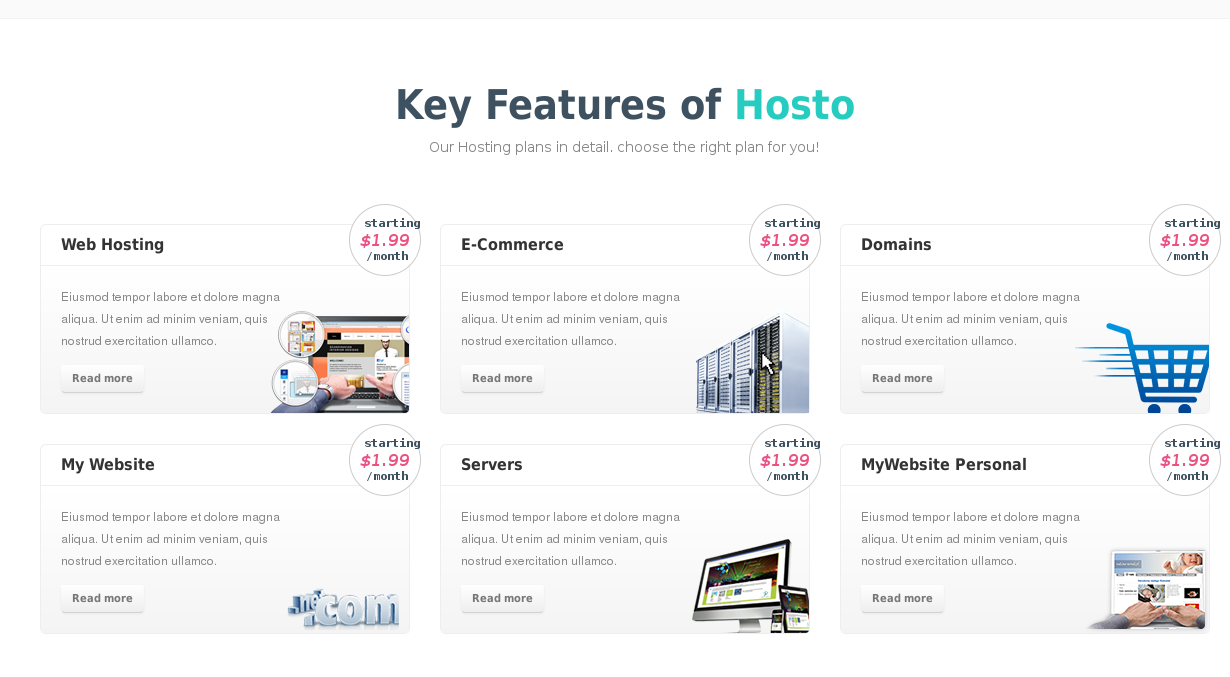 Key Features of Hosto
Our Hosting plans in detail. choose the right plan for you!
Web Hosting
starting
$1.99
/month
Eiusmod tempor labore et dolore magna
aliqua. Ut enim ad minim veniam, quis
nostrud exercitation ullamco.
Read more
E-Commerce
starting
$1.99
/month
Eiusmod tempor labore et dolore magna
aliqua. Ut enim ad minim veniam, quis
nostrud exercitation ullamco.
Read more
Domains
starting
$1.99
/month
Eiusmod tempor labore et dolore magna
aliqua. Ut enim ad minim veniam, quis
nostrud exercitation ullamco.
Read more
My Website
starting
$1.99
/month
Eiusmod tempor labore et dolore magna
aliqua. Ut enim ad minim veniam, quis
nostrud exercitation ullamco.
Read more
.net
.com
Servers
starting
$1.99
/month
Eiusmod tempor labore et dolore magna
aliqua. Ut enim ad minim veniam, quis
nostrud exercitation ullamco.
Read more
MyWebsite Personal
starting
$1.99
/month
Eiusmod tempor labore et dolore magna
aliqua. Ut enim ad minim veniam, quis
nostrud exercitation ullamco.
Read more